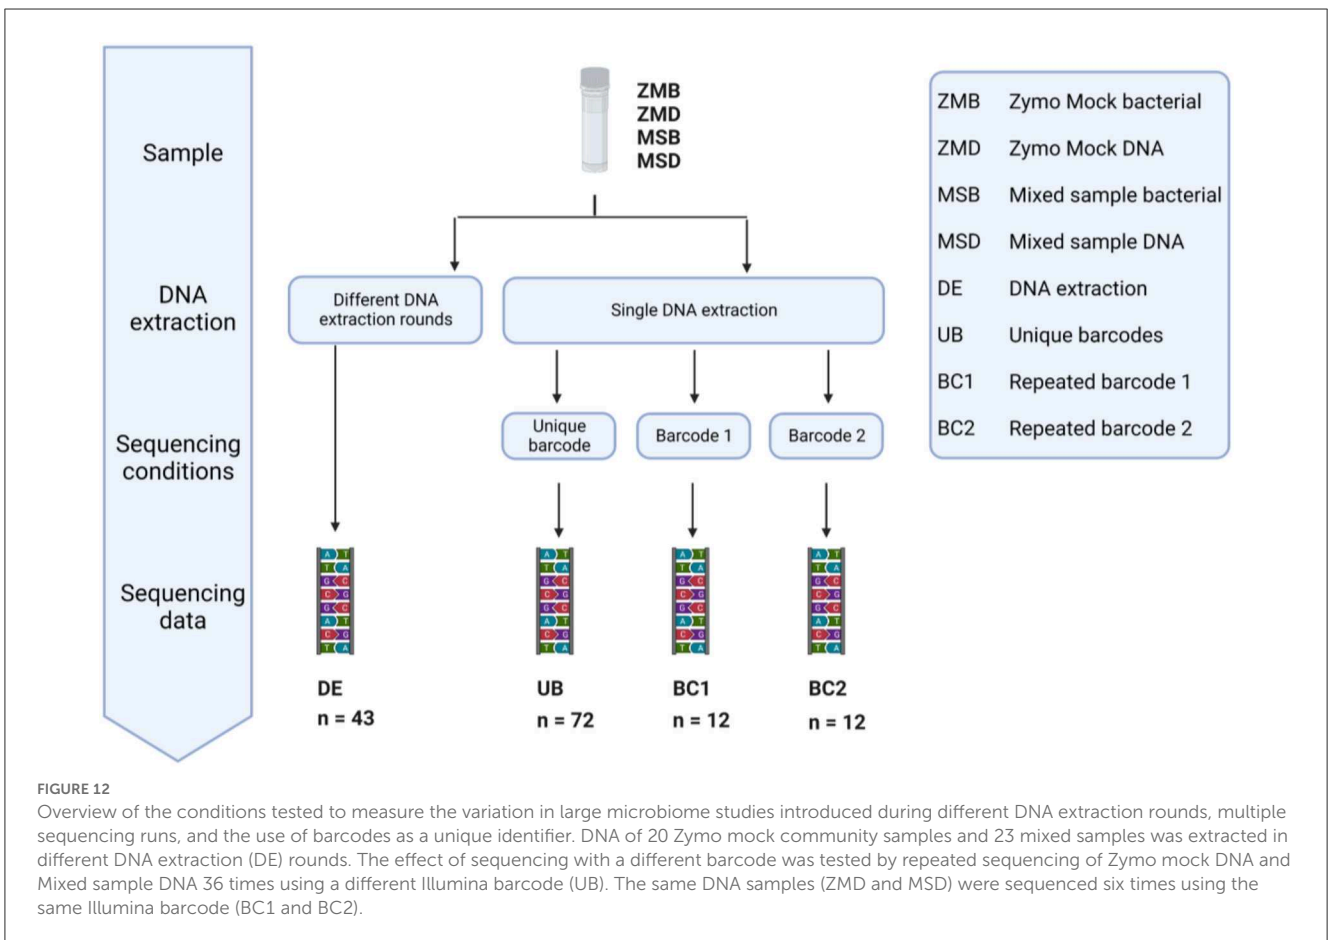 Sample
DNA
extraction
Sequencing
conditions
Sequencing
data
ZMB
ZMD
MSB
MSD
Different DNA
extraction rounds
Single DNA extraction
Unique
barcode
Barcode 1
Barcode 2
A T
T A
G C
C G
G C
A T
C G
T A
A T
T A
G C
C G
G C
A T
C G
T A
A T
T A
G C
C G
G C
A T
C G
T A
A T
T A
G C
C G
G C
A T
C G
T A
DE
n = 43
UB
n = 72
BC1
n = 12
BC2
n = 12
ZMB Zymo Mock bacterial
ZMD Zymo Mock DNA
MSB Mixed sample bacterial
MSD Mixed sample DNA
DE DNA extraction
UB Unique barcodes
BC1 Repeated barcode 1
BC2 Repeated barcode 2
FIGURE 12
Overview of the conditions tested to measure the variation in large microbiome studies introduced during different DNA extraction rounds, multiple
sequencing runs, and the use of barcodes as a unique identifier. DNA of 20 Zymo mock community samples and 23 mixed samples was extracted in
different DNA extraction (DE) rounds. The effect of sequencing with a different barcode was tested by repeated sequencing of Zymo mock DNA and
Mixed sample DNA 36 times using a different Illumina barcode (UB). The same DNA samples (ZMD and MSD) were sequenced six times using the
same Illumina barcode (BC1 and BC2).